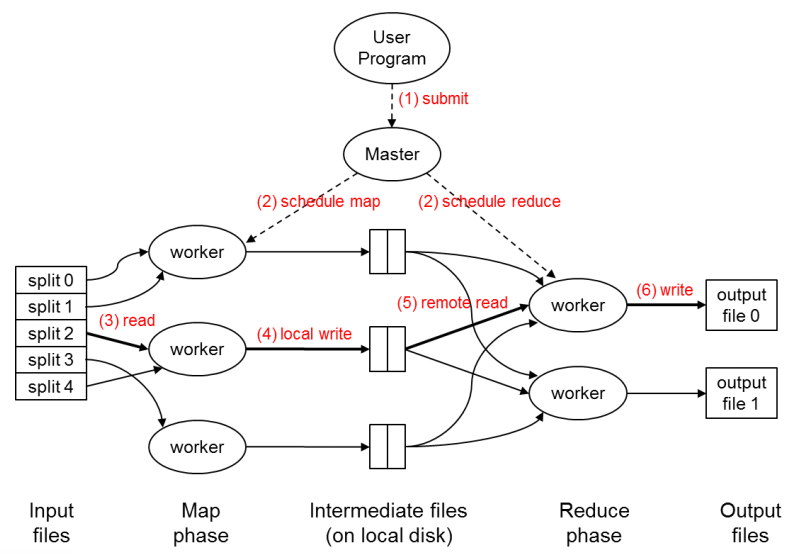 User
Program
(1) submit
Master
(2) schedule map
(2) schedule reduce
worker
split 0
split 1
split 2
split 3
split 4
(3) read
worker
(4) local write
worker
(5) remote read
worker
(6) write
output
file 0
worker
output
file 1
Input
files
Map
phase
Intermediate files
(on local disk)
Reduce
phase
Output
files